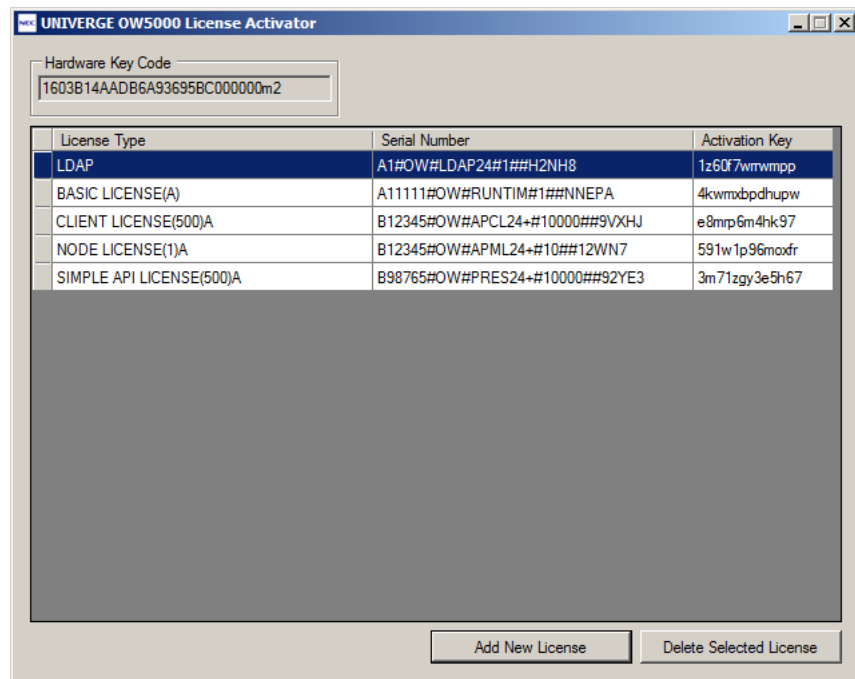 NEC UNIVERGE OW5000 License Activator
Hardware Key Code
1603B14AADB6A93695BC000000m2
License Type Serial Number Activation Key
LDAP A1#OW#LDAP24#1##H2NH8 1z60f7wrrwmpp
BASIC LICENSE(A) A11111#OW#RUNTIM#1##NNEPA 4kwmxbpdhupw
CLIENT LICENSE(500)A B12345#OW#APCL24+#10000##9VXHJ e8mrp6m4hk97
NODE LICENSE(1)A B12345#OW#APML24+#10##12WN7 591w1p96moxfr
SIMPLE API LICENSE(500)A B98765#OW#PRES24+#10000##92YE3 3m71zgy3e5h67
Add New License Delete Selected License